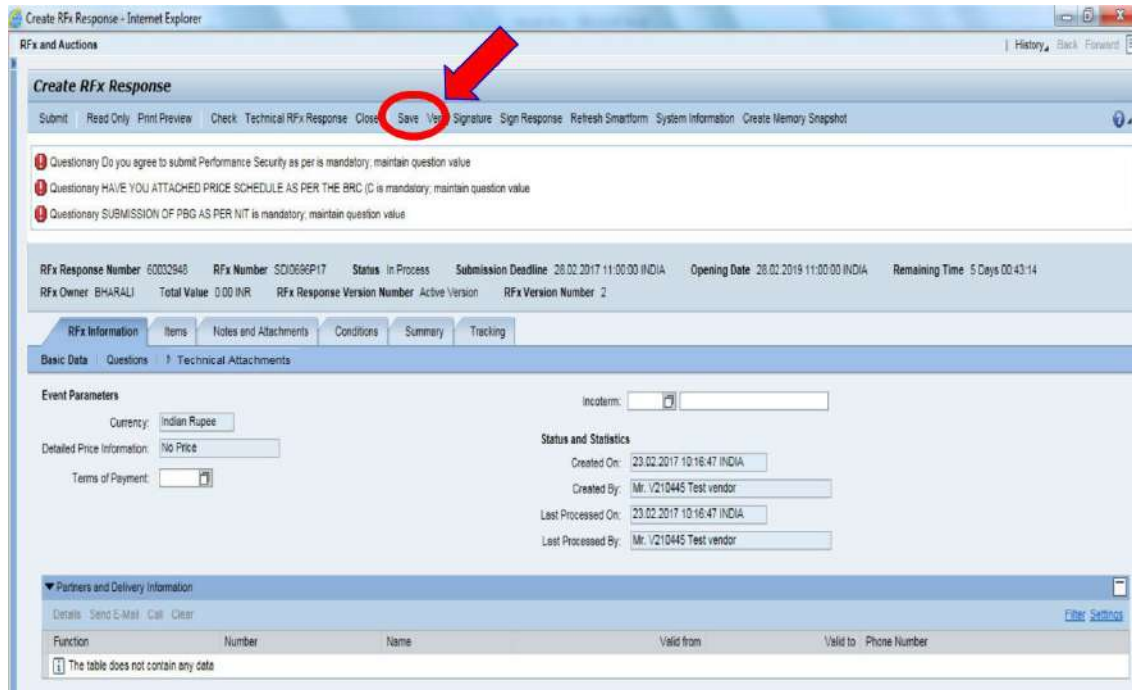 Create RFx Response - Internet Explorer
RFx and Auctions
History Back Forward
Create RFx Response
Submit Read Only Print Preview Check Technical RFx Response Close Save Signature Sign Response Refresh Smartform System Information Create Memory Snapshot
Questionary Do you agree to submit Performance Security as per is mandatory; maintain question value
Questionary HAVE YOU ATTACHED PRICE SCHEDULE AS PER THE BRC (C is mandatory; maintain question value
Questionary SUBMISSION OF PBG AS PER NIT is mandatory; maintain question value
RFx Response Number 60032948 RFx Number SDI0696P17 Status In Process Submission Deadline 28.02.2017 11:00:00 INDIA Opening Date 28.02.2019 11:00:00 INDIA Remaining Time 5 Days 00:43:14
RFx Owner BHARALI Total Value 0.00 INR RFx Response Version Number Active Version RFx Version Number 2
RFx Information Items Notes and Attachments Conditions Summary Tracking
Basic Data Questions Technical Attachments
Event Parameters
Incoterm:
Currency: Indian Rupee
Status and Statistics
Detailed Price Information: No Price
Created On: 23.02.2017 10:16:47 INDIA
Terms of Payment:
Created By: Mr. V210445 Test vendor
Last Processed On: 23.02.2017 10:16:47 INDIA
Last Processed By: Mr. V210445 Test vendor
Partners and Delivery Information
Details Send E-Mail Call Clear Filter Settings
Function Number Name Valid from Valid to Phone Number
The table does not contain any data